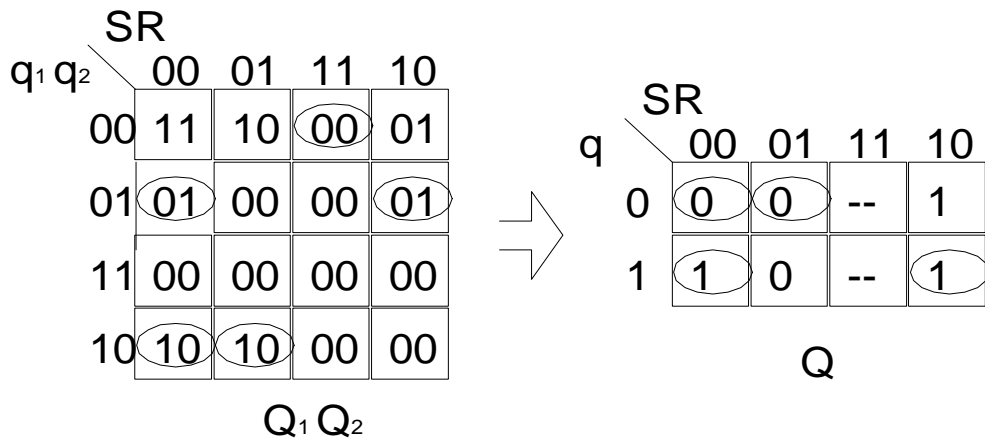 SR
q₁ q₂ 00 01 11 10
00 11 10 00 01
01 01 00 00 01
11 00 00 00 00
10 10 10 00 00
Q₁ Q₂
SR
q 00 01 11 10
0 0 0 -- 1
1 1 0 -- 1
Q